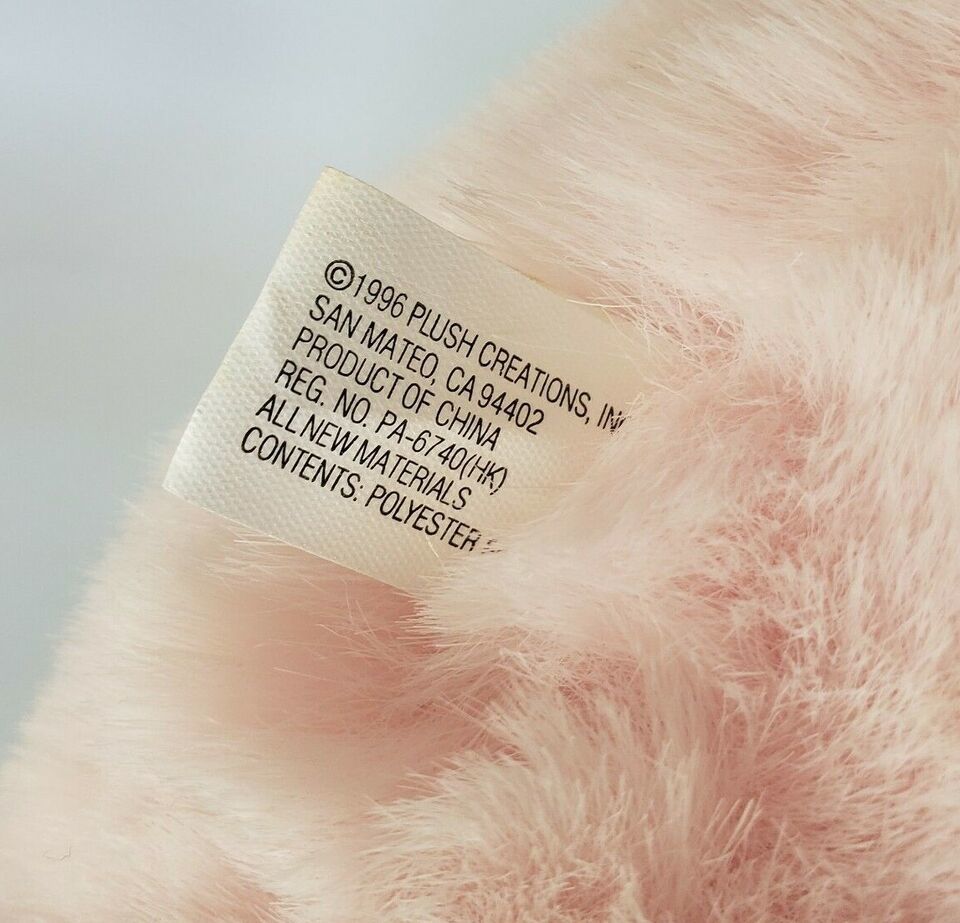 ©1996 PLUSH CREATIONS, INC
SAN MATEO, CA 94402
PRODUCT OF CHINA
REG. NO. PA-6740(HK)
ALL NEW MATERIALS
CONTENTS: POLYESTER